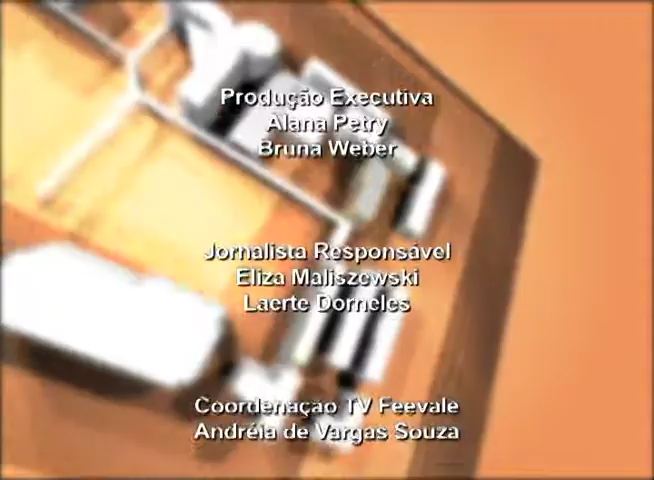 Produção Executiva
Alana Petry
Bruna Weber
Jornalista Responsável
Eliza Maliszewski
Laerte Dorneles
Coordenação TV Feevale
Andréia de Vargas Souza